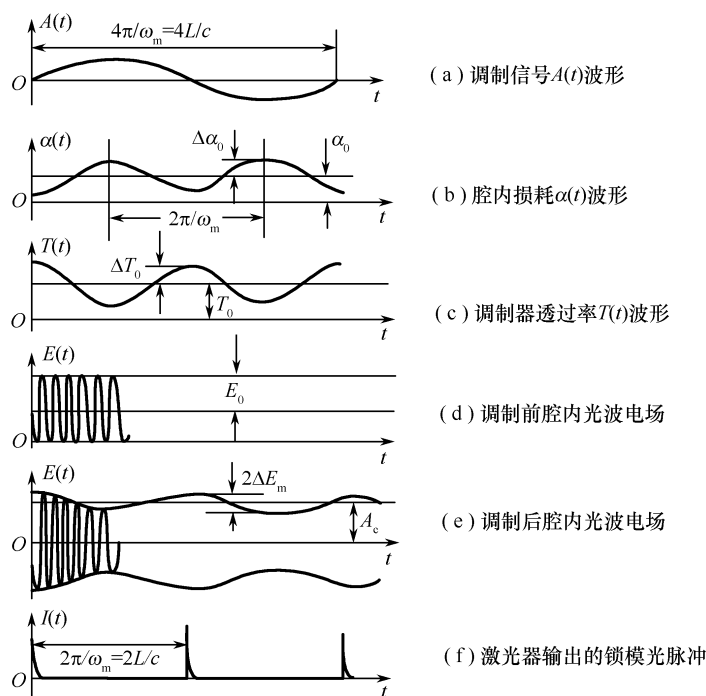 A(t)
4π/ωm=4L/c
O
t
(a)调制信号A(t)波形
α(t)
Δα0
α0
O
2π/ωm
t
(b)腔内损耗α(t)波形
T(t)
ΔT0
T0
O
t
(c)调制器透过率T(t)波形
E(t)
E0
O
t
(d)调制前腔内光波电场
E(t)
2ΔEm
Ac
O
t
(e)调制后腔内光波电场
I(t)
2π/ωm=2L/c
O
t
(f)激光器输出的锁模光脉冲